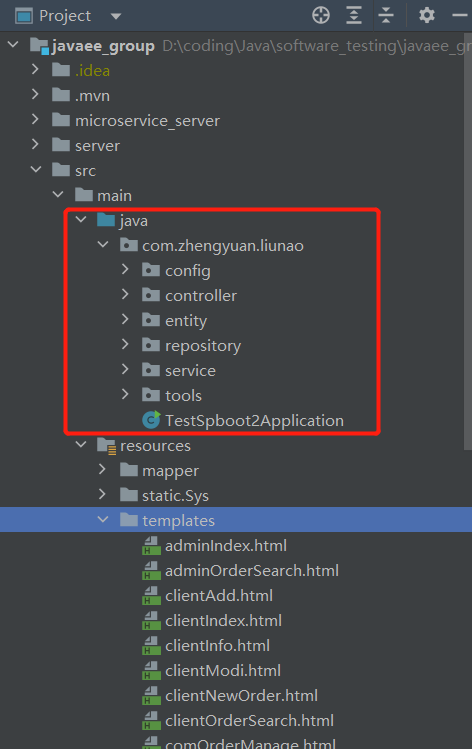 Project
javaee_group D:\coding\Java\software_testing\javaee_gr
.idea
.mvn
microservice_server
server
src
main
java
com.zhengyuan.liunao
config
controller
entity
repository
service
tools
TestSpboot2Application
resources
mapper
static.Sys
templates
adminIndex.html
adminOrderSearch.html
clientAdd.html
clientIndex.html
clientInfo.html
clientModi.html
clientNewOrder.html
clientOrderSearch.html
comOrderManage.html